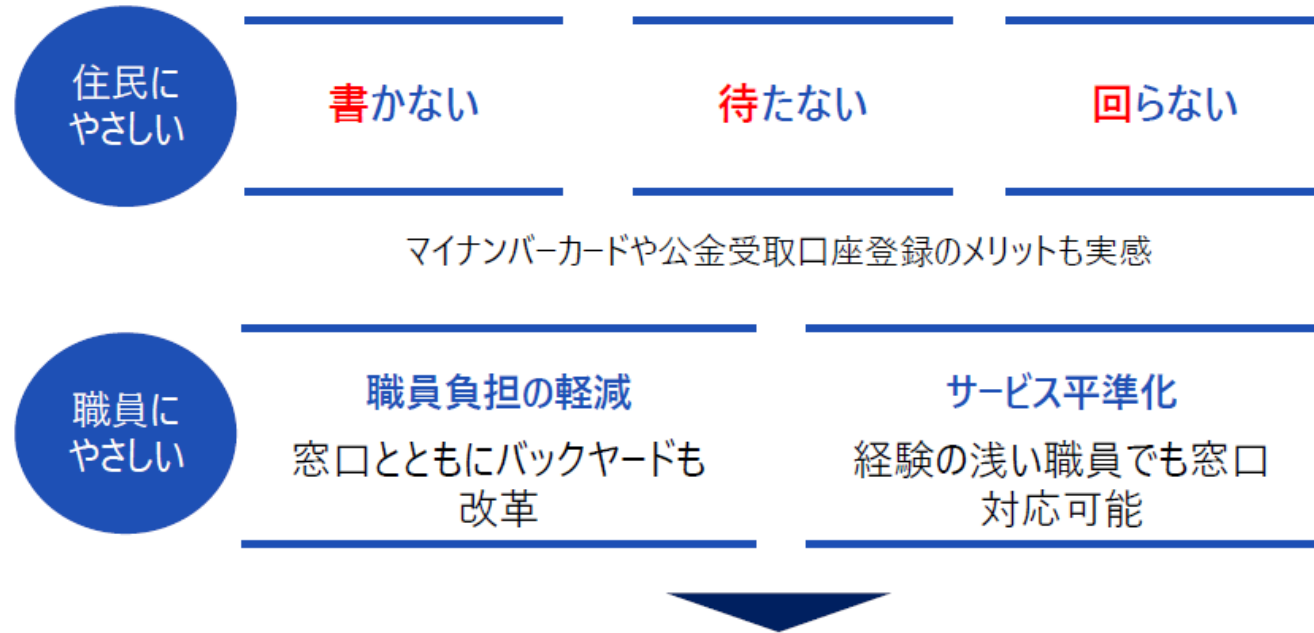 住民に
やさしい
書かない
待たない
回らない
マイナンバーカードや公金受取口座登録のメリットも実感
職員に
やさしい
職員負担の軽減
窓口とともにバックヤードも
改革
サービス平準化
経験の浅い職員でも窓口
対応可能